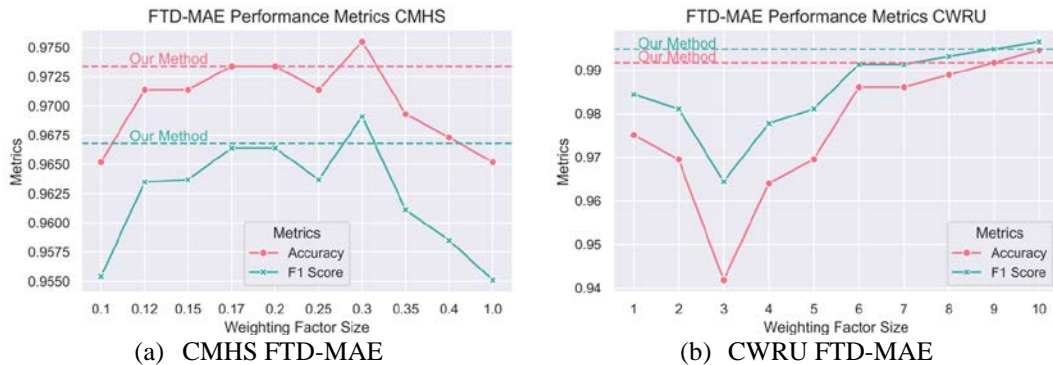 FTD-MAE Performance Metrics CMHS
0.9750
0.9725
0.9700
0.9675
0.9650
0.9625
0.9600
0.9575
0.9550
Metrics
Our Method
Our Method
Metrics
Accuracy
F1 Score
0.1 0.12 0.15 0.17 0.2 0.25 0.3 0.35 0.4 1.0
Weighting Factor Size
(a) CMHS FTD-MAE
FTD-MAE Performance Metrics CWRU
0.99
0.98
0.97
0.96
0.95
0.94
Metrics
Our Method
Our Method
Metrics
Accuracy
F1 Score
1 2 3 4 5 6 7 8 9 10
Weighting Factor Size
(b) CWRU FTD-MAE